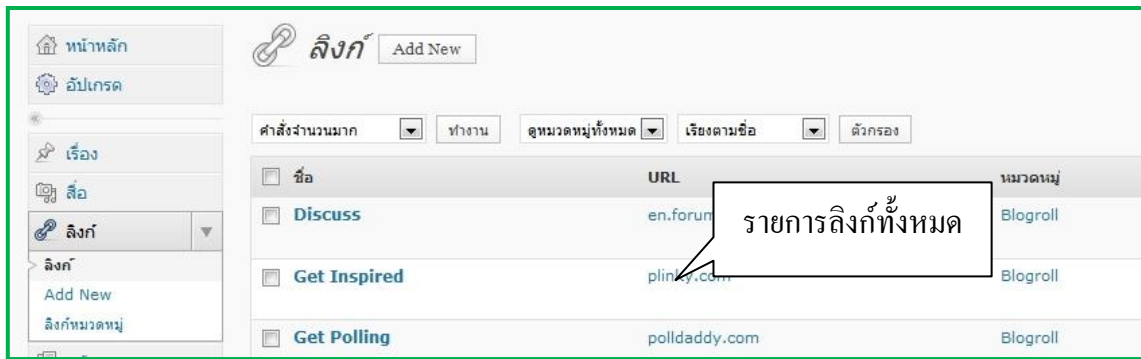 หน้าหลัก
อัปเกรด
เรื่อง
สื่อ
ลิงก์
ลิงก์
Add New
ลิงก์หมวดหมู่
ลิงก์ Add New
คำสั่งจำนวนมาก ทำงาน ดูหมวดหมู่ทั้งหมด เรียงตามชื่อ ตัวกรอง
ชื่อ URL หมวดหมู่
Discuss en.forum Blogroll
รายการลิงก์ทั้งหมด
Get Inspired plinky.com Blogroll
Get Polling polldaddy.com Blogroll